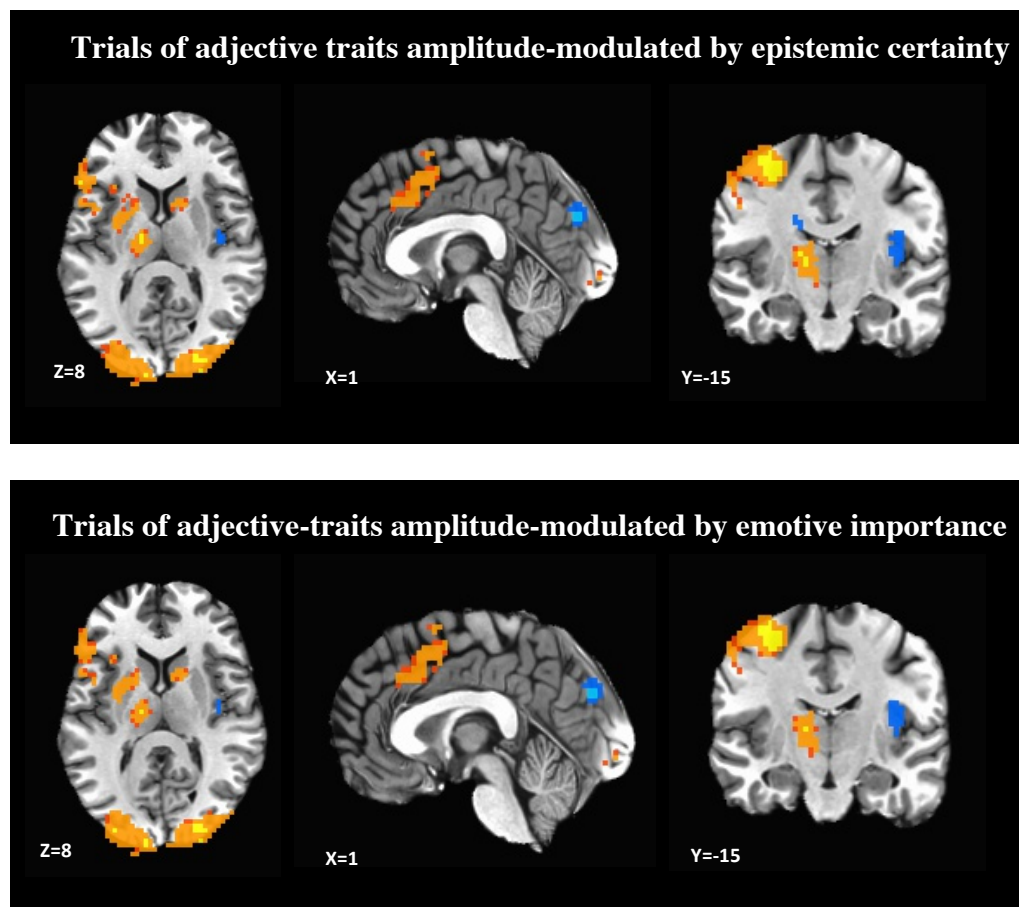 Trials of adjective traits amplitude-modulated by epistemic certainty
Z=8
X=1
Y=-15
Trials of adjective-traits amplitude-modulated by emotive importance
Z=8
X=1
Y=-15